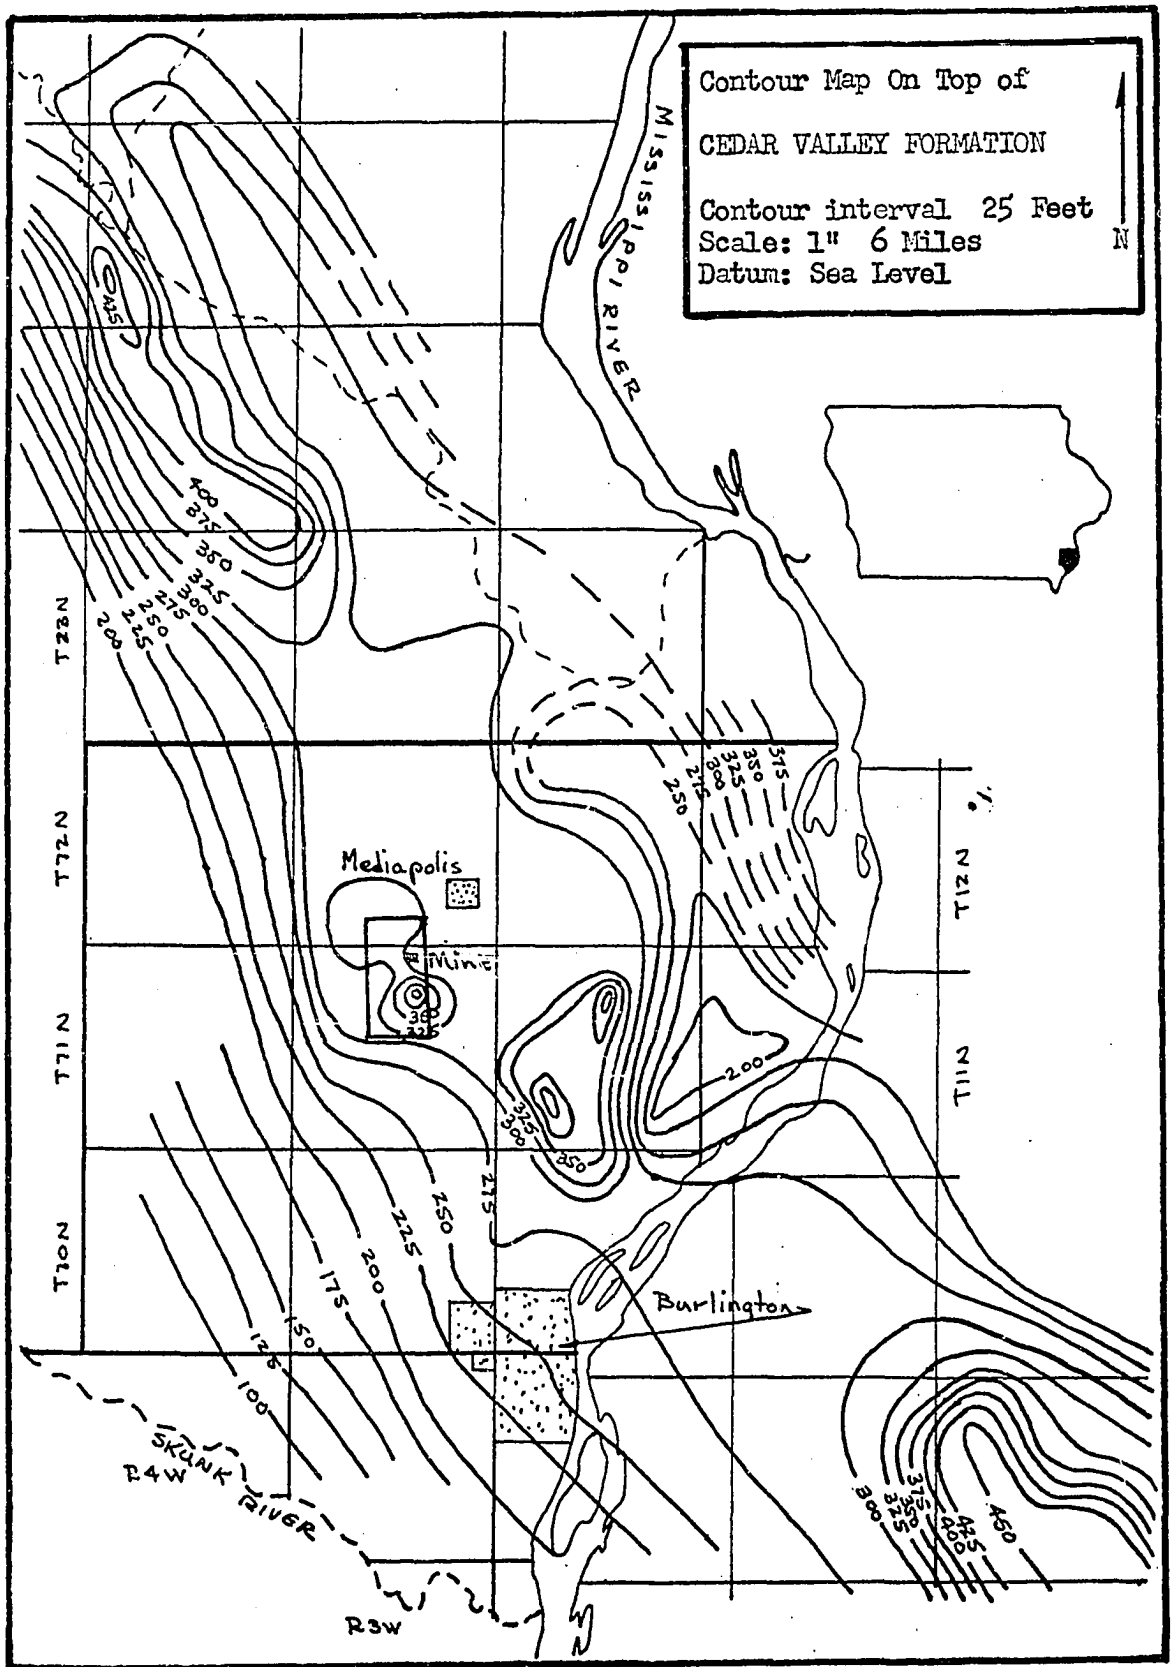 Contour Map On Top of
CEDAR VALLEY FORMATION
Contour interval 25 Feet
Scale: 1" 6 Miles
Datum: Sea Level
N
MISSISSIPPI RIVER
425
400
375
350
325
300
275
250
225
200
T23N
375
350
325
300
275
250
T72N
Mediapolis
T12N
Mine
350
325
T71N
T11N
200
325
300
350
275
250
225
200
175
150
125
100
T70N
Burlington
SKUNK RIVER
R4W
R3W
300
325
350
375
400
425
450